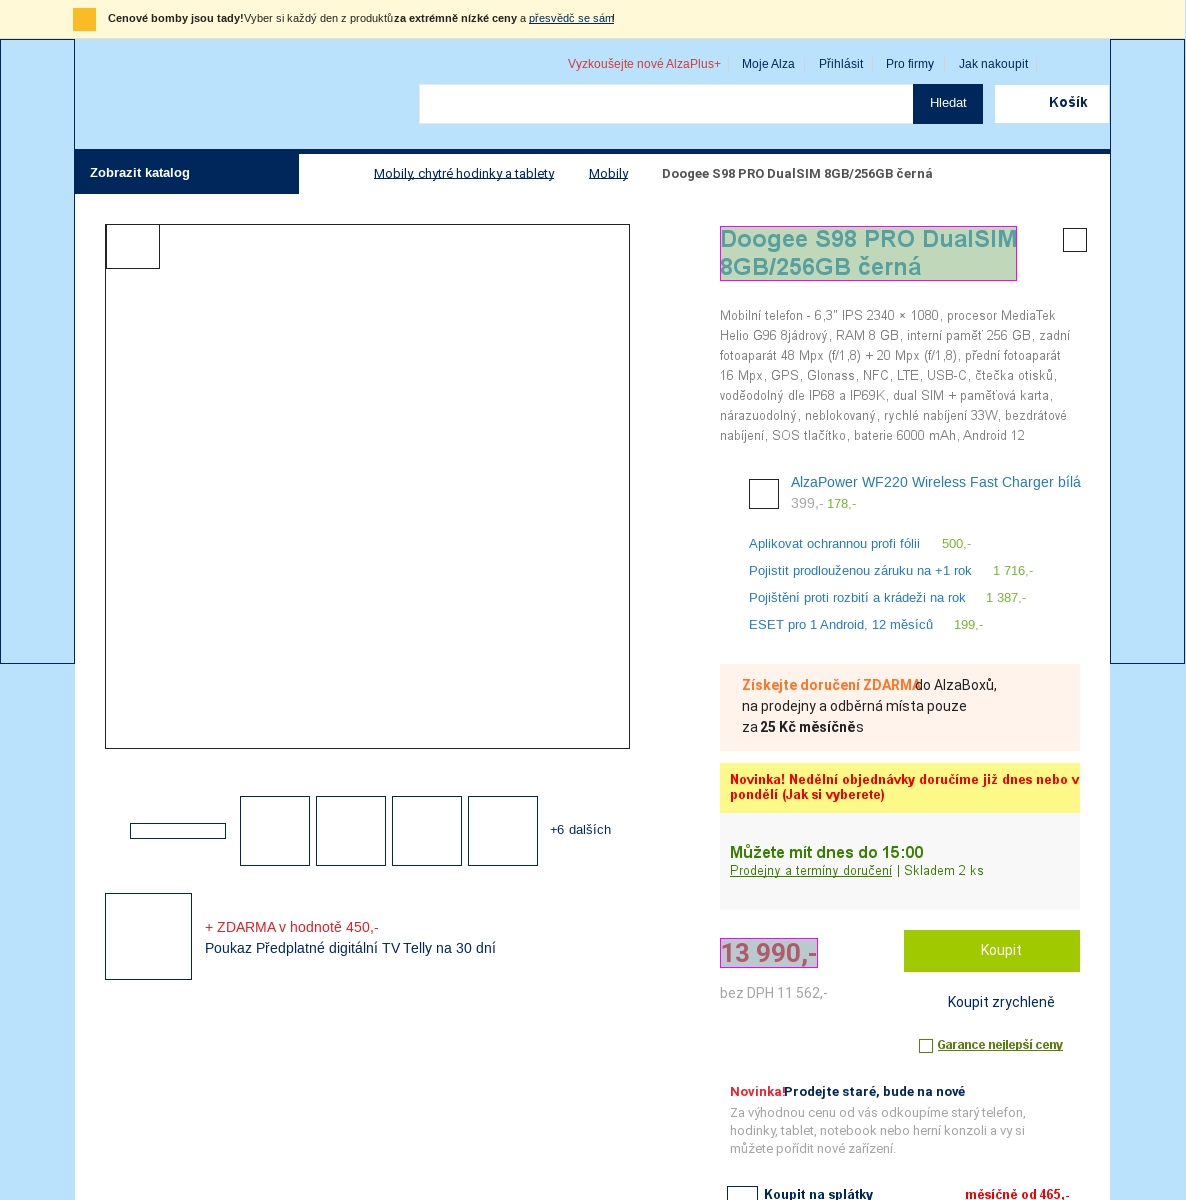 Cenové bomby jsou tady!Vyber si každý den z produktů za extrémně nízké ceny a přesvědč se sám!
Vyzkoušejte nové AlzaPlus+ Moje Alza Přihlásit Pro firmy Jak nakoupit
Hledat Košík
Zobrazit katalog Mobily, chytré hodinky a tablety Mobily Doogee S98 PRO DualSIM 8GB/256GB černá
Doogee S98 PRO DualSIM
8GB/256GB černá
Mobilní telefon - 6,3" IPS 2340 × 1080, procesor MediaTek
Helio G96 8jádrový, RAM 8 GB, interní paměť 256 GB, zadní
fotoaparát 48 Mpx (f/1,8) + 20 Mpx (f/1,8), přední fotoaparát
16 Mpx, GPS, Glonass, NFC, LTE, USB-C, čtečka otisků,
voděodolný dle IP68 a IP69K, dual SIM + paměťová karta,
nárazuodolný, neblokovaný, rychlé nabíjení 33W, bezdrátové
nabíjení, SOS tlačítko, baterie 6000 mAh, Android 12
AlzaPower WF220 Wireless Fast Charger bílá
399,- 178,-
Aplikovat ochrannou profi fólii 500,-
Pojistit prodlouženou záruku na +1 rok 1 716,-
Pojištění proti rozbití a krádeži na rok 1 387,-
ESET pro 1 Android, 12 měsíců 199,-
Získejte doručení ZDARMA do AlzaBoxů,
na prodejny a odběrná místa pouze
za 25 Kč měsíčně s
Novinka! Nedělní objednávky doručíme již dnes nebo v
pondělí (Jak si vyberete)
+6 dalších
Můžete mít dnes do 15:00
Prodejny a termíny doručení | Skladem 2 ks
+ ZDARMA v hodnotě 450,-
Poukaz Předplatné digitální TV Telly na 30 dní
13 990,- Koupit
bez DPH 11 562,-
Koupit zrychleně
Garance nejlepší ceny
Novinka! Prodejte staré, bude na nové
Za výhodnou cenu od vás odkoupíme starý telefon,
hodinky, tablet, notebook nebo herní konzoli a vy si
můžete pořídit nové zařízení.
Koupit na splátky měsíčně od 465,-